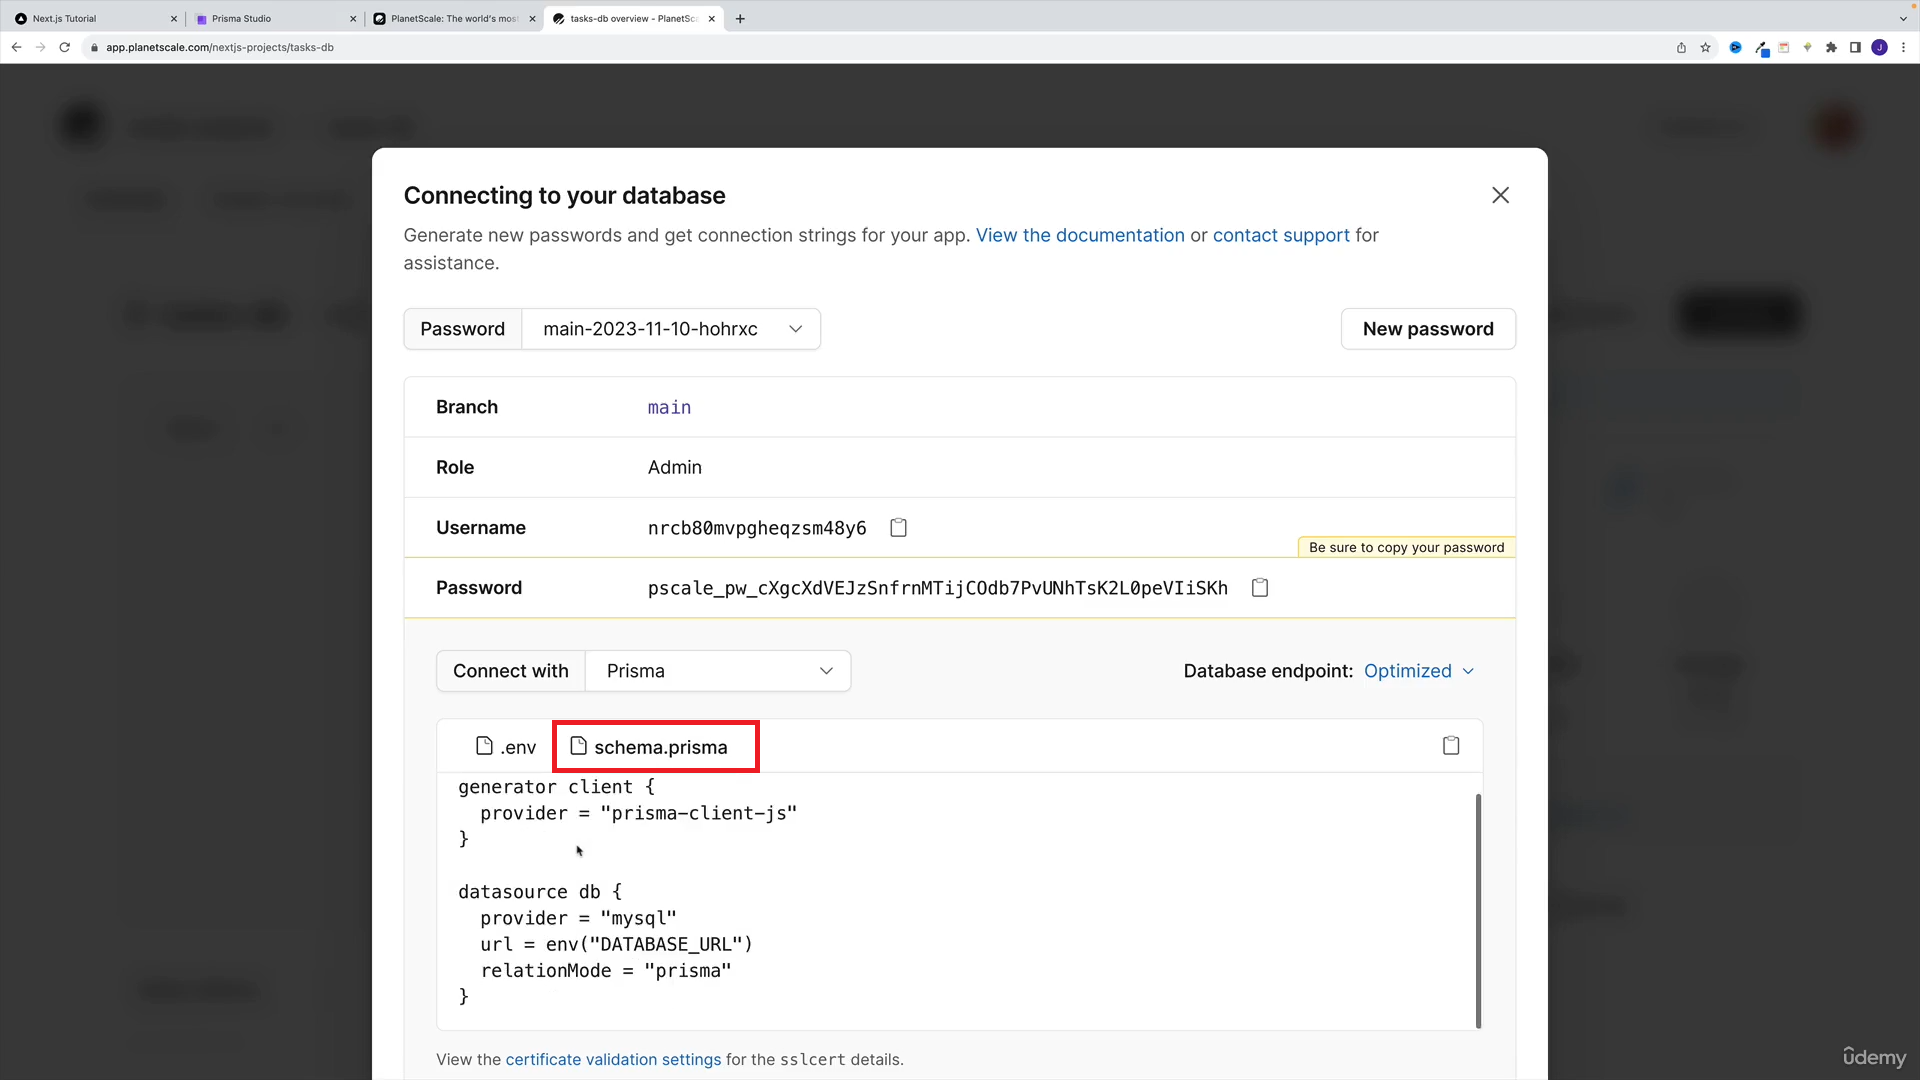 Next.js Tutorial
Prisma Studio
PlanetScale: The world's mos
tasks-db overview - PlanetSc
app.planetscale.com/nextjs-projects/tasks-db
J
Connecting to your database
Generate new passwords and get connection strings for your app. View the documentation or contact support for
assistance.
Password main-2023-11-10-hohrxc
New password
Branch main
Role Admin
Username nrcb80mvpgheqzsm48y6
Be sure to copy your password
Password pscale_pw_cXgcXdVEJzSnfrnMTijCOdb7PvUNhTsK2L0peVIiSKh
Connect with Prisma
Database endpoint: Optimized
.env schema.prisma
generator client {
provider = "prisma-client-js"
}
datasource db {
provider = "mysql"
url = env("DATABASE_URL")
relationMode = "prisma"
}
View the certificate validation settings for the sslcert details.
ûdemy